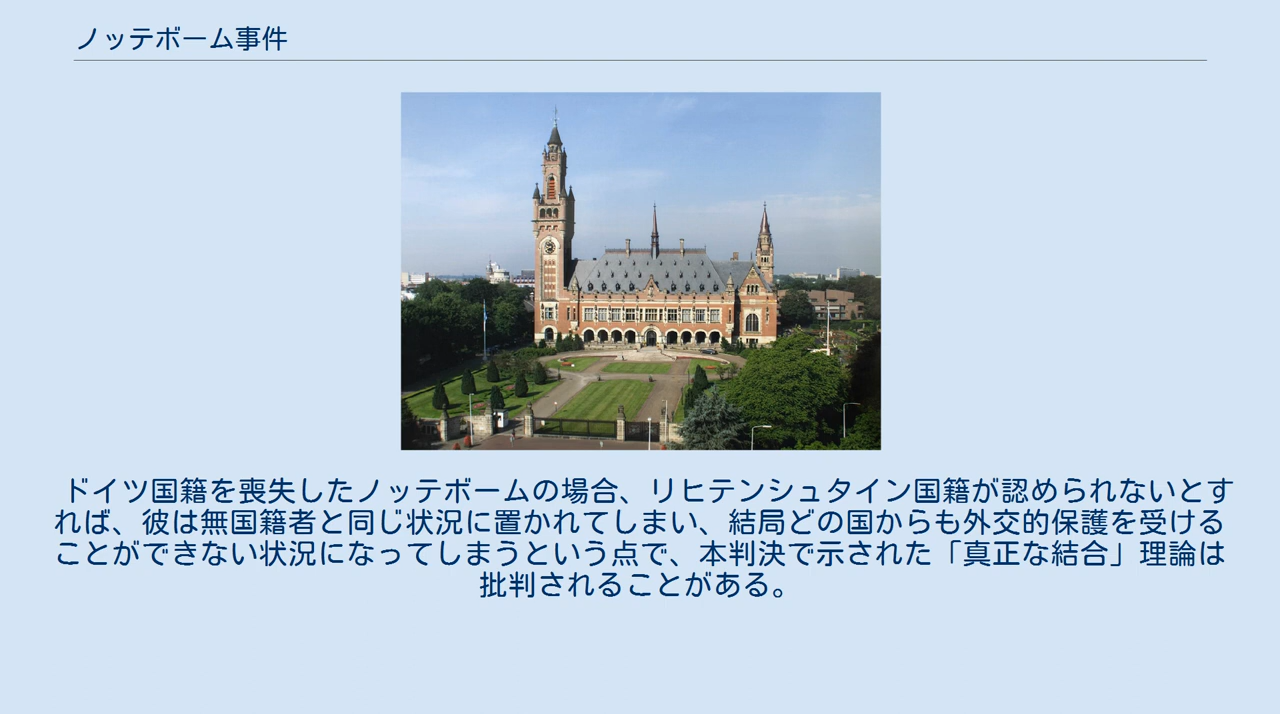 ノッテボーム事件
ドイツ国籍を喪失したノッテボームの場合、リヒテンシュタイン国籍が認められないとす
れば、彼は無国籍者と同じ状況に置かれてしまい、結局どの国からも外交的保護を受ける
ことができない状況になってしまうという点で、本判決で示された「真正な結合」理論は
批判されることがある。